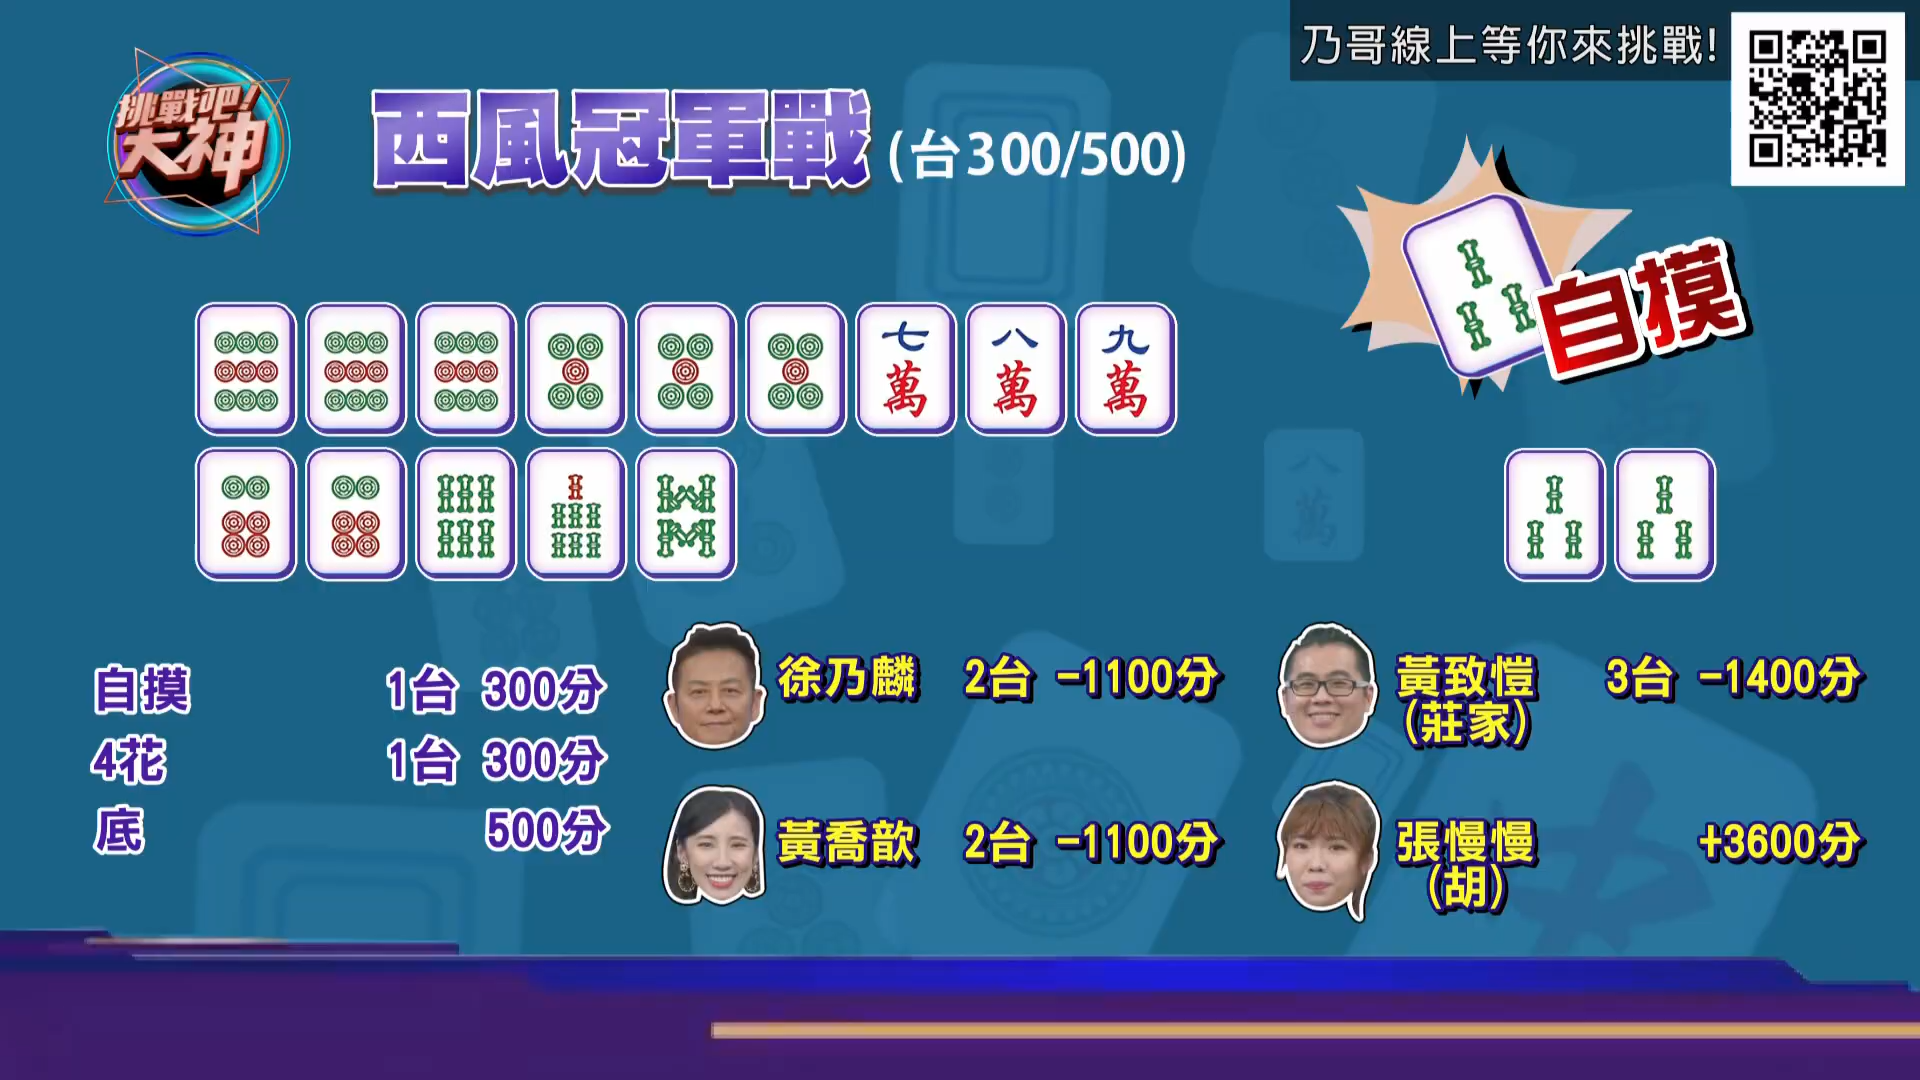 乃哥線上等你來挑戰!
挑戰吧!
大神
西風冠軍戰 (台300/500)
自摸
七萬 八萬 九萬
自摸 1台 300分
4花 1台 300分
底 500分
徐乃麟 2台 -1100分
黃致愷 3台 -1400分
(莊家)
黃喬歆 2台 -1100分
張慢慢 +3600分
(胡)
八萬
中